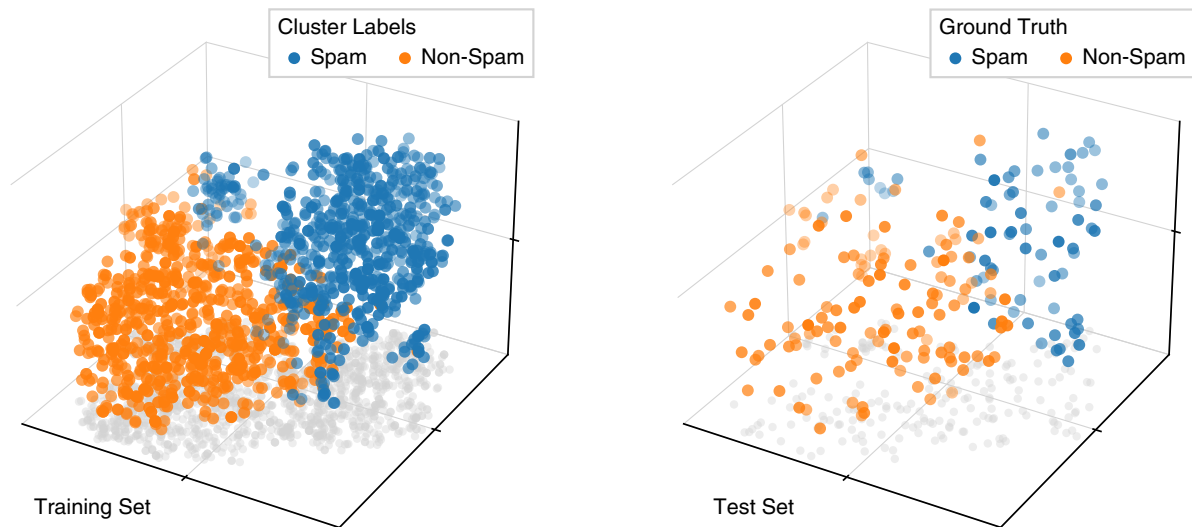 Cluster Labels
Spam Non-Spam
Training Set
Ground Truth
Spam Non-Spam
Test Set